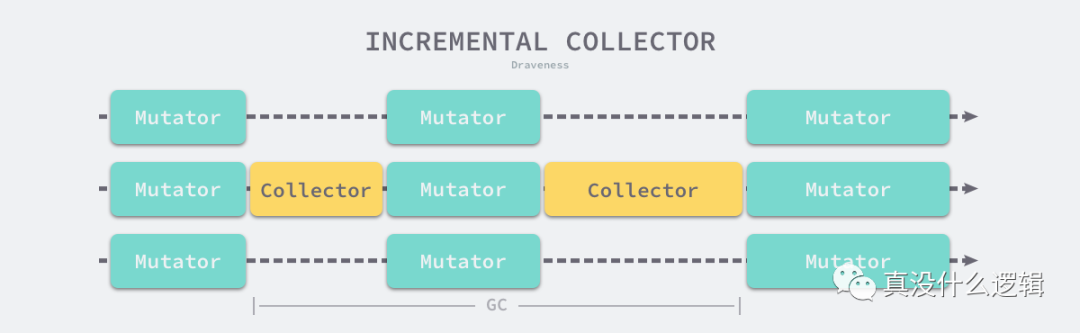 INCREMENTAL COLLECTOR
Draveness
Mutator Mutator Mutator
Mutator Collector Mutator Collector Mutator
Mutator Mutator Mutator
真没什么逻辑
GC